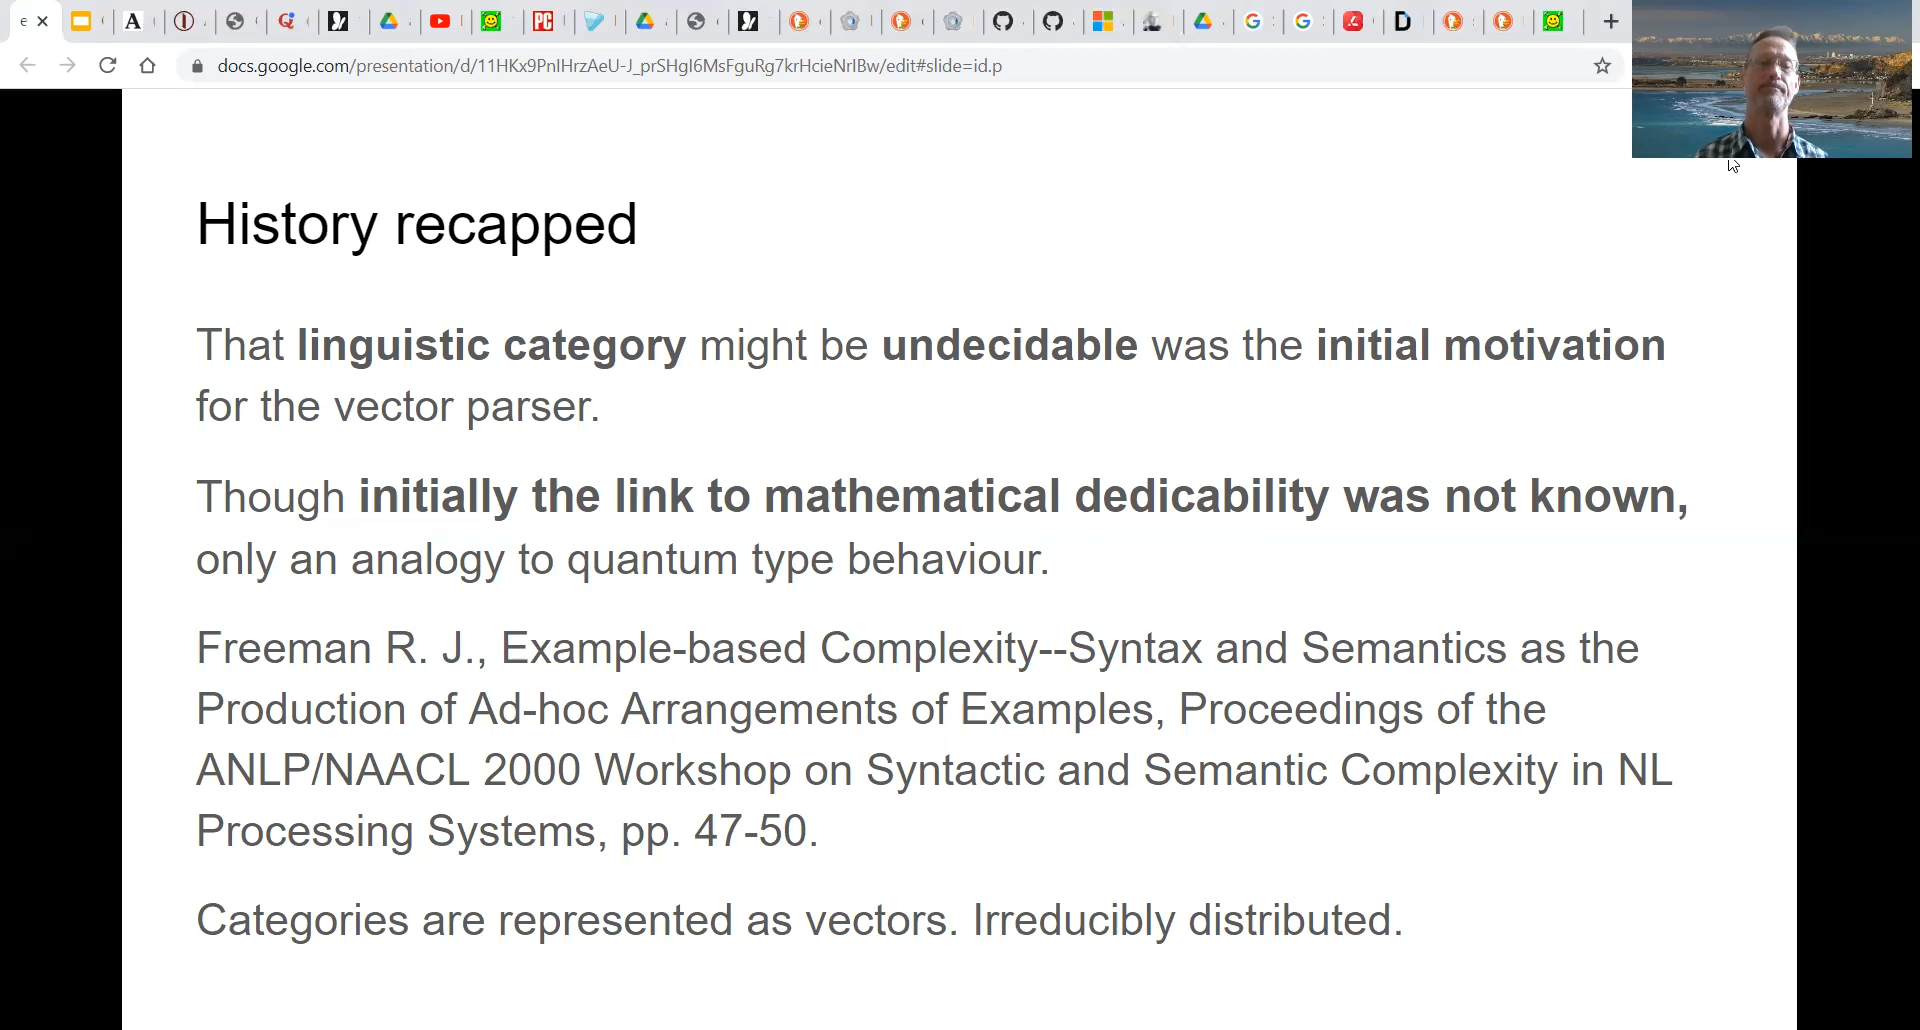 docs.google.com/presentation/d/11HKx9PnIHrzAeU-J_prSHgI6MsFguRg7krHcieNrIBw/edit#slide=id.p
History recapped
That linguistic category might be undecidable was the initial motivation
for the vector parser.
Though initially the link to mathematical dedicability was not known,
only an analogy to quantum type behaviour.
Freeman R. J., Example-based Complexity--Syntax and Semantics as the
Production of Ad-hoc Arrangements of Examples, Proceedings of the
ANLP/NAACL 2000 Workshop on Syntactic and Semantic Complexity in NL
Processing Systems, pp. 47-50.
Categories are represented as vectors. Irreducibly distributed.